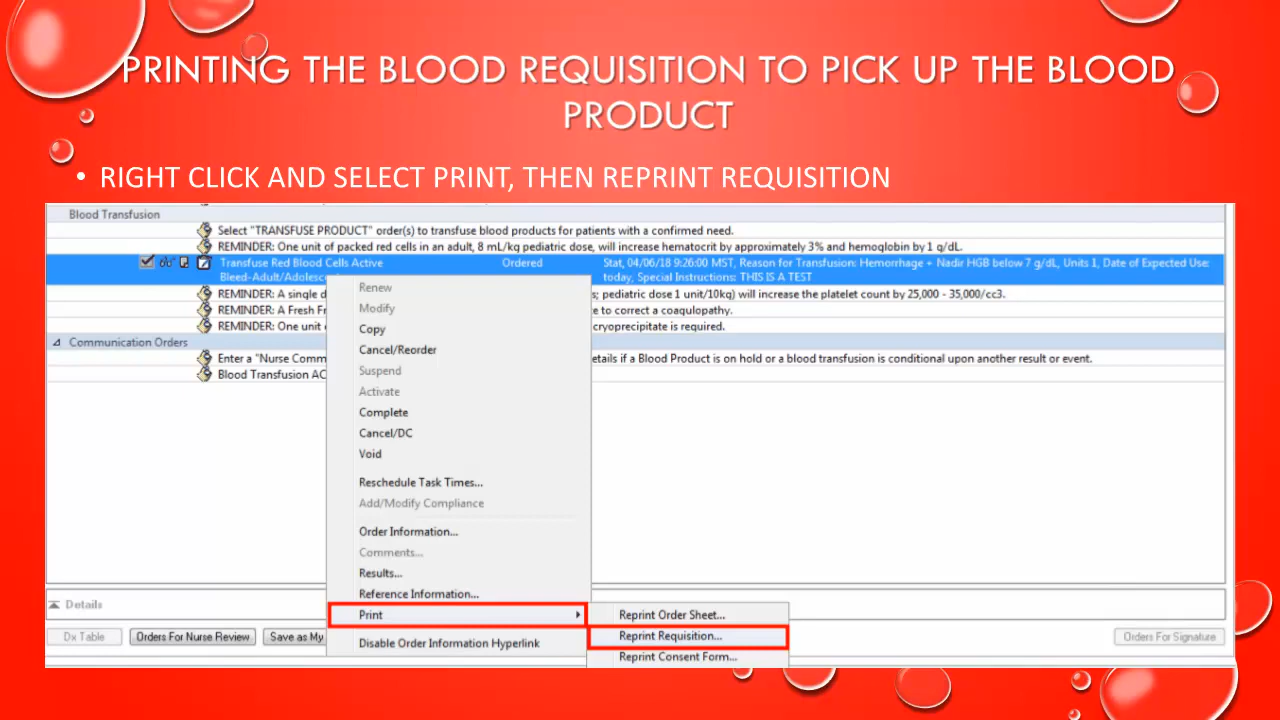 PRINTING THE BLOOD REQUISITION TO PICK UP THE BLOOD
PRODUCT
• RIGHT CLICK AND SELECT PRINT, THEN REPRINT REQUISITION
Blood Transfusion
Select "TRANSFUSE PRODUCT" order(s) to transfuse blood products for patients with a confirmed need.
REMINDER: One unit of packed red cells in an adult, 8 mL/kg pediatric dose, will increase hematocrit by approximately 3% and hemoglobin by 1 g/dL.
Transfuse Red Blood Cells Active Ordered Stat, 04/06/18 9:26:00 MST, Reason for Transfusion: Hemorrhage + Nadir HGB below 7 g/dL, Units 1, Date of Expected Use:
Bleed-Adult/Adolesc today, Special Instructions: THIS IS A TEST
REMINDER: A single d s; pediatric dose 1 unit/10kg) will increase the platelet count by 25,000 - 35,000/cc3.
REMINDER: A Fresh Fr e to correct a coagulopathy.
REMINDER: One unit cryoprecipitate is required.
Communication Orders
Enter a "Nurse Comm etails if a Blood Product is on hold or a blood transfusion is conditional upon another result or event.
Blood Transfusion AC
Renew
Modify
Copy
Cancel/Reorder
Suspend
Activate
Complete
Cancel/DC
Void
Reschedule Task Times...
Add/Modify Compliance
Order Information...
Comments...
Results...
Reference Information...
Print
Disable Order Information Hyperlink
Reprint Order Sheet...
Reprint Requisition...
Reprint Consent Form...
Details
Dx Table Orders For Nurse Review Save as My Orders For Signature